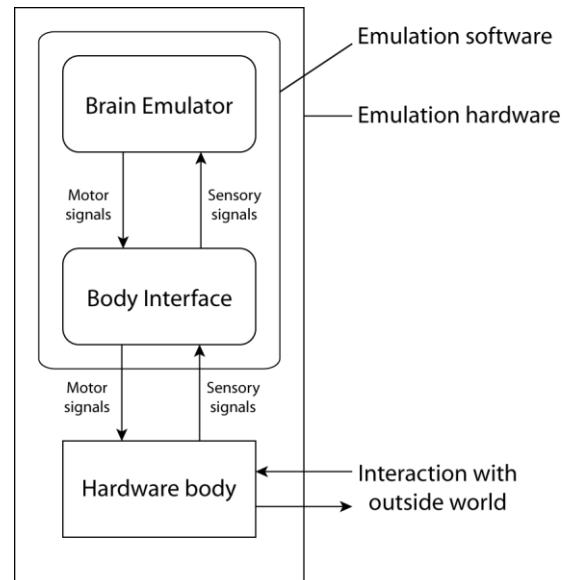 Emulation software
Brain Emulator
Emulation hardware
Motor
signals
Sensory
signals
Body Interface
Motor
signals
Sensory
signals
Hardware body
Interaction with
outside world